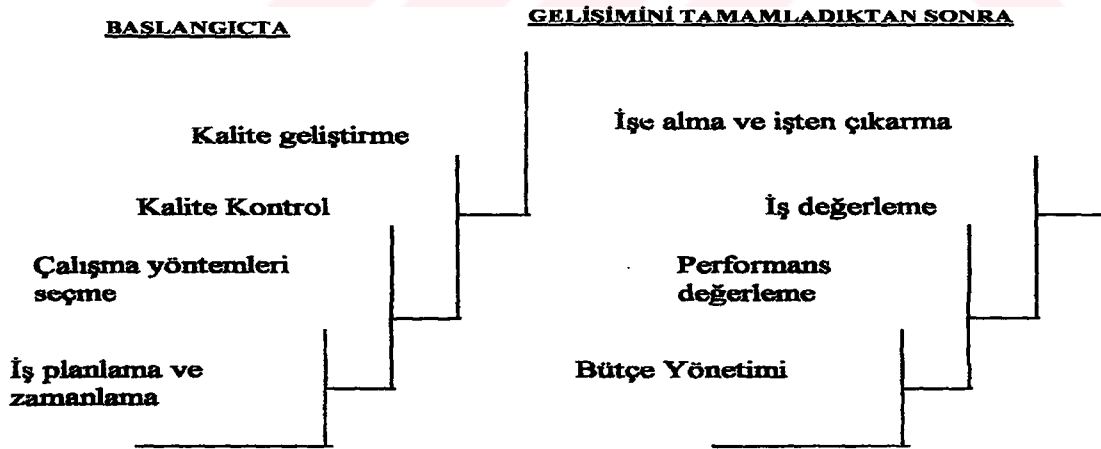 BAŞLANGIÇTA
Kalite geliştirme
Kalite Kontrol
Çalışma yöntemleri
seçme
İş planlama ve
zamanlama
GELİŞİMİNİ TAMAMLADIKTAN SONRA
İşe alma ve işten çıkarma
İş değerleme
Performans
değerleme
Bütçe Yönetimi